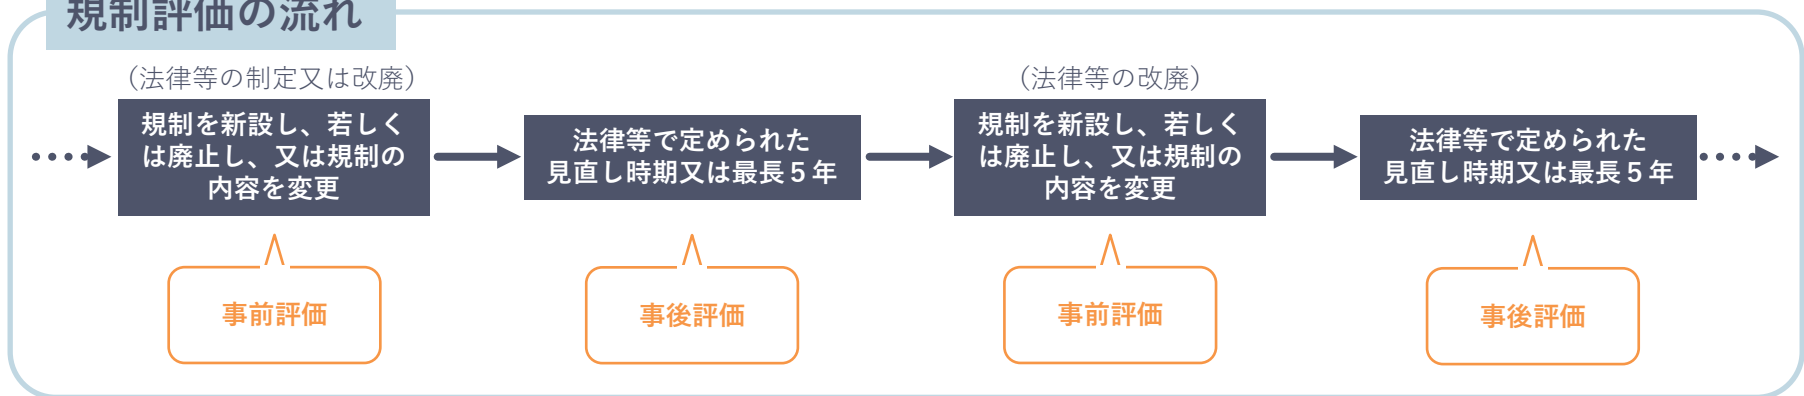 規制評価の流れ
（法律等の制定又は改廃）
規制を新設し、若しく
は廃止し、又は規制の
内容を変更
法律等で定められた
見直し時期又は最長５年
（法律等の改廃）
規制を新設し、若しく
は廃止し、又は規制の
内容を変更
法律等で定められた
見直し時期又は最長５年
事前評価
事後評価
事前評価
事後評価